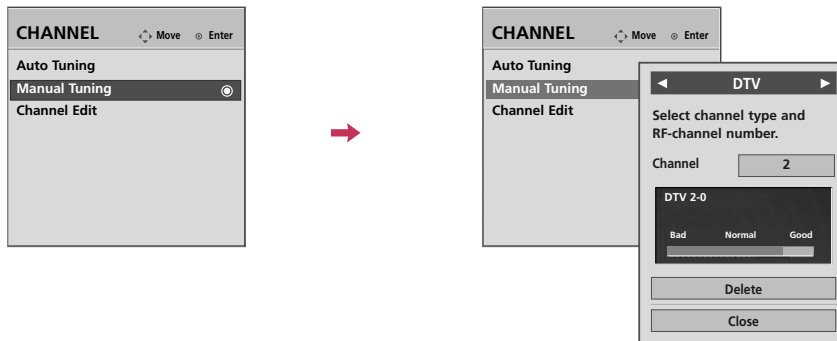 CHANNEL Move Enter
Auto Tuning
Manual Tuning
Channel Edit
CHANNEL Move Enter
Auto Tuning
Manual Tuning
Channel Edit
DTV
Select channel type and
RF-channel number.
Channel 2
DTV 2-0
Bad Normal Good
Delete
Close